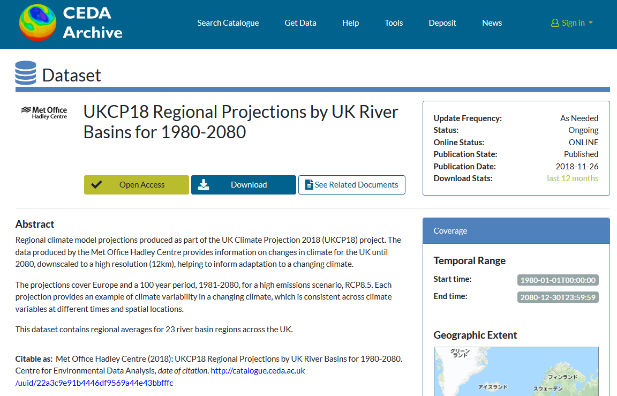 CEDA Archive
Search Catalogue Get Data Help Tools Deposit News Sign in
Dataset
Met Office
Hadley Centre
UKCP18 Regional Projections by UK River
Basins for 1980-2080
Open Access Download See Related Documents
Update Frequency: As Needed
Status: Ongoing
Online Status: ONLINE
Publication State: Published
Publication Date: 2018-11-26
Download Stats: last 12 months
Abstract
Regional climate model projections produced as part of the UK Climate Projection 2018 (UKCP18) project. The
data produced by the Met Office Hadley Centre provides information on changes in climate for the UK until
2080, downscaled to a high resolution (12km), helping to inform adaptation to a changing climate.
The projections cover Europe and a 100 year period, 1981-2080, for a high emissions scenario, RCP8.5. Each
projection provides an example of climate variability in a changing climate, which is consistent across climate
variables at different times and spatial locations.
This dataset contains regional averages for 23 river basin regions across the UK.
Citable as: Met Office Hadley Centre (2018): UKCP18 Regional Projections by UK River Basins for 1980-2080.
Centre for Environmental Data Analysis, date of citation. http://catalogue.ceda.ac.uk
/uuid/22a3c9e91b4446df9569a44e43bbfffc
Coverage
Temporal Range
Start time: 1980-01-01T00:00:00
End time: 2080-12-30T23:59:59
Geographic Extent
グリーン
ランド
アイスランド
フィンランド
スウェーデン